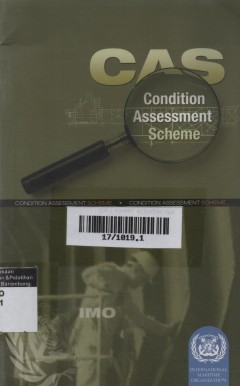 CAS
Condition
Assessment
Scheme
CONDITION ASSESSMENT SCHEME • CONDITION ASSESSMENT SCHEME
17/1019.1
IMO
INTERNATIONAL
MARITIME
ORGANIZATION